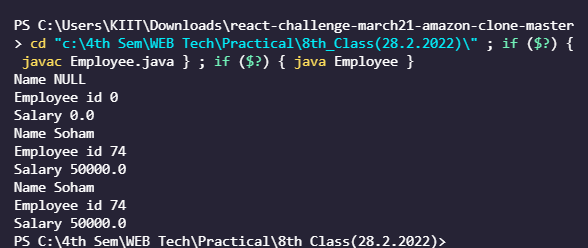 PS C:\Users\KIIT\Downloads\react-challenge-march21-amazon-clone-master
> cd "c:\4th Sem\WEB Tech\Practical\8th_Class(28.2.2022)\" ; if ($?) {
 javac Employee.java } ; if ($?) { java Employee }
Name NULL
Employee id 0
Salary 0.0
Name Soham
Employee id 74
Salary 50000.0
Name Soham
Employee id 74
Salary 50000.0
PS C:\4th Sem\WEB Tech\Practical\8th_Class(28.2.2022)>